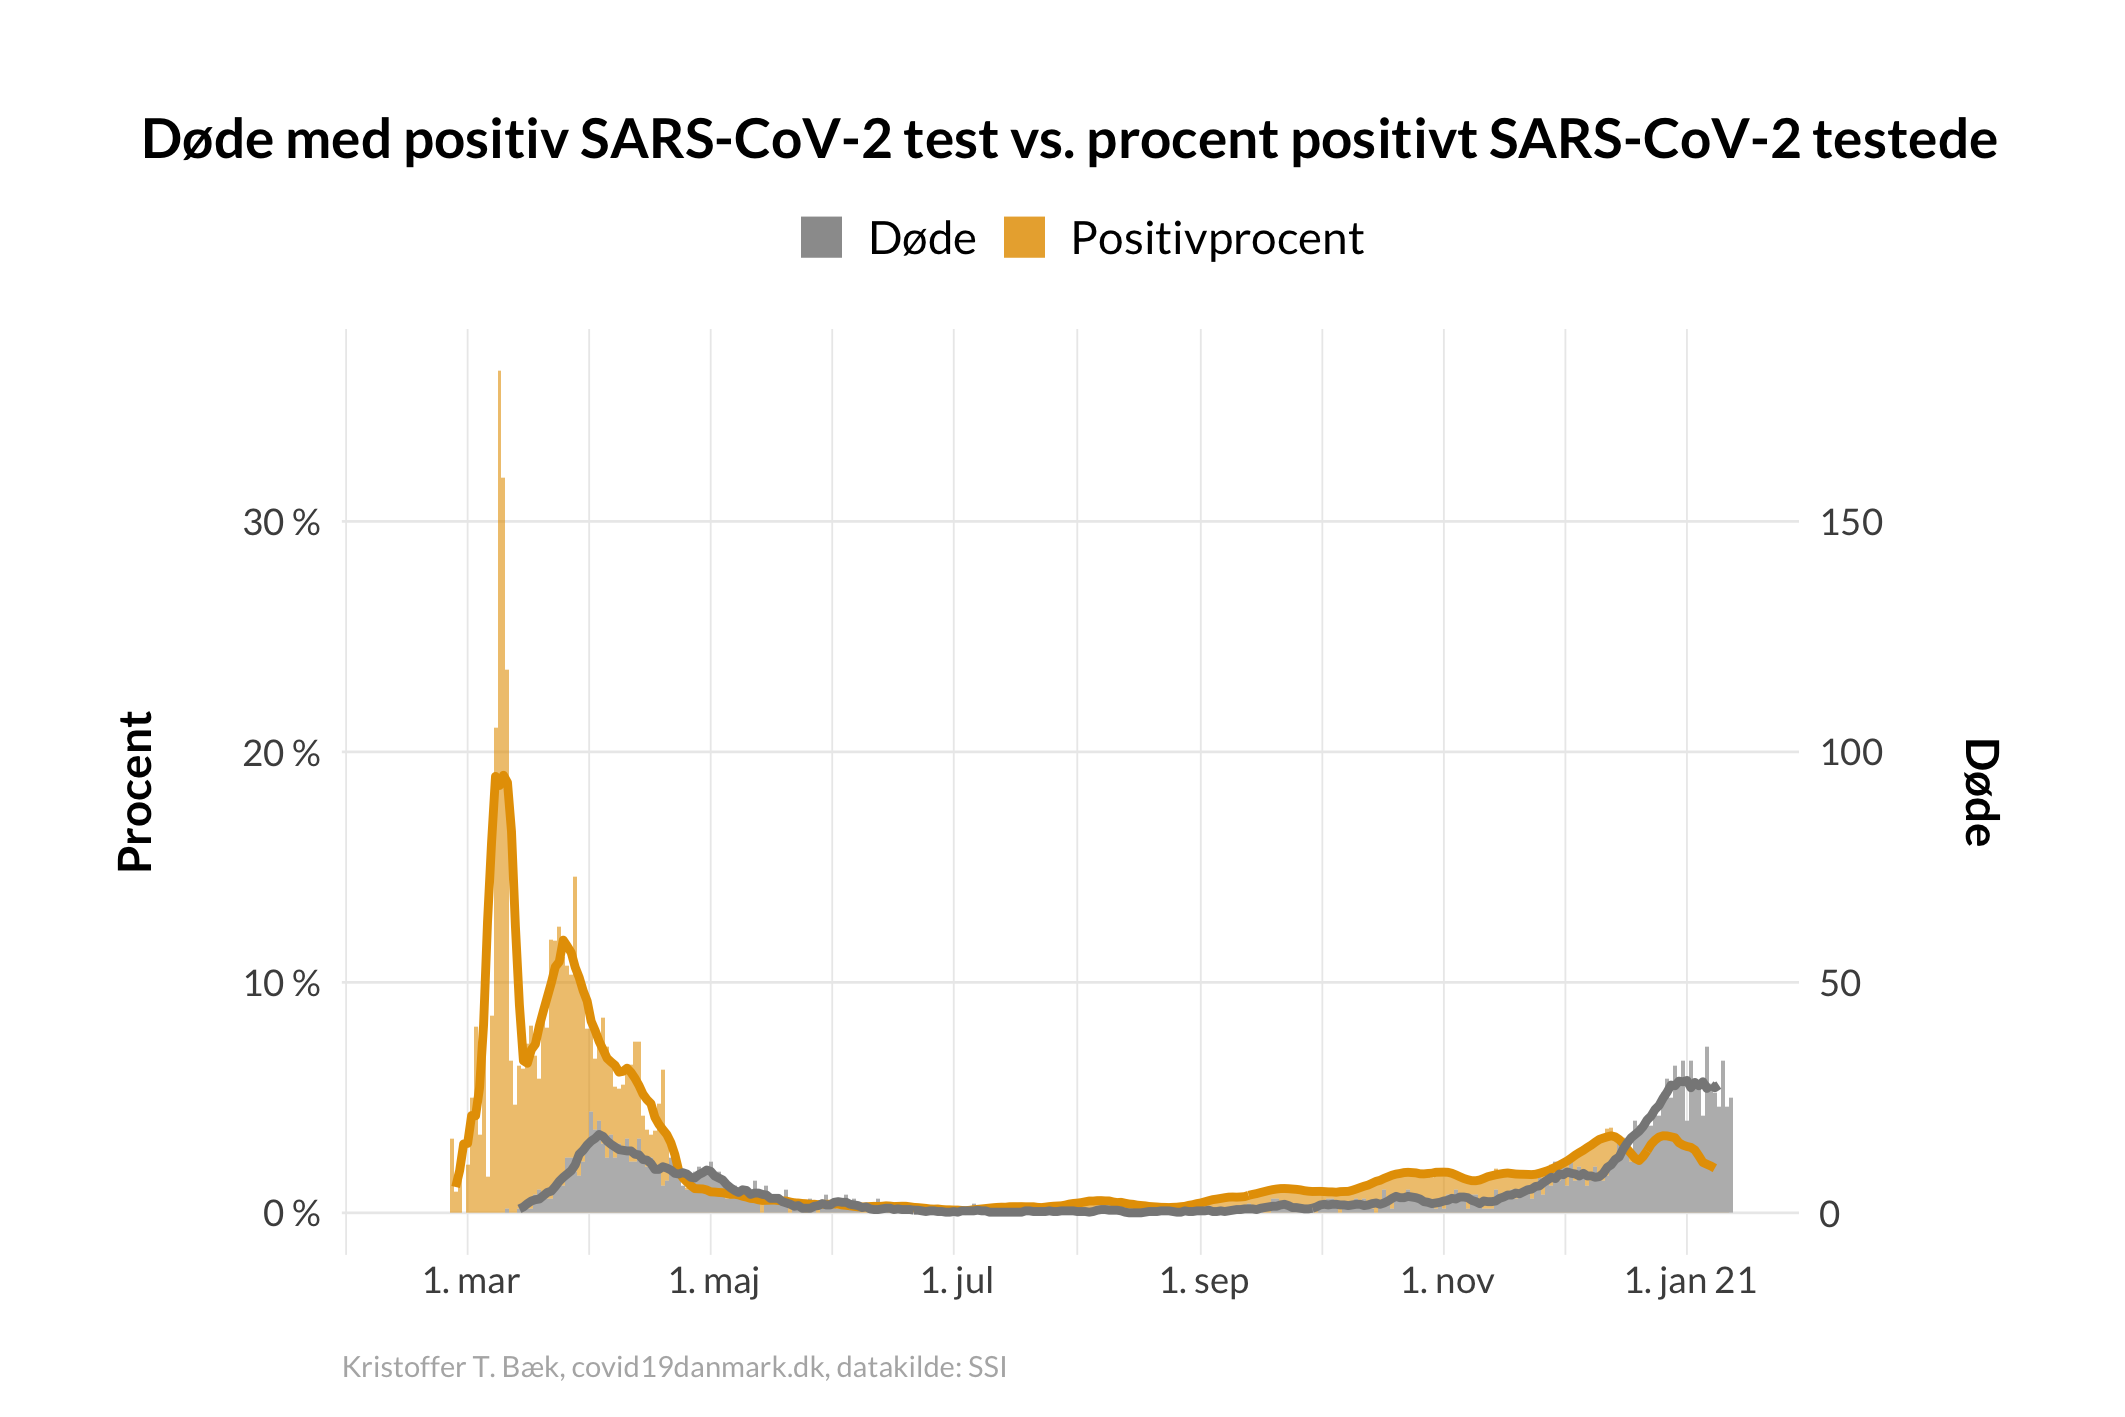 Døde med positiv SARS-CoV-2 test vs. procent positivt SARS-CoV-2 testede
Døde Positivprocent
30 % 150
20 % 100
Procent
Døde
10 % 50
0 % 0
1. mar 1. maj 1. jul 1. sep 1. nov 1. jan 21
Kristoffer T. Bæk, covid19danmark.dk, datakilde: SSI